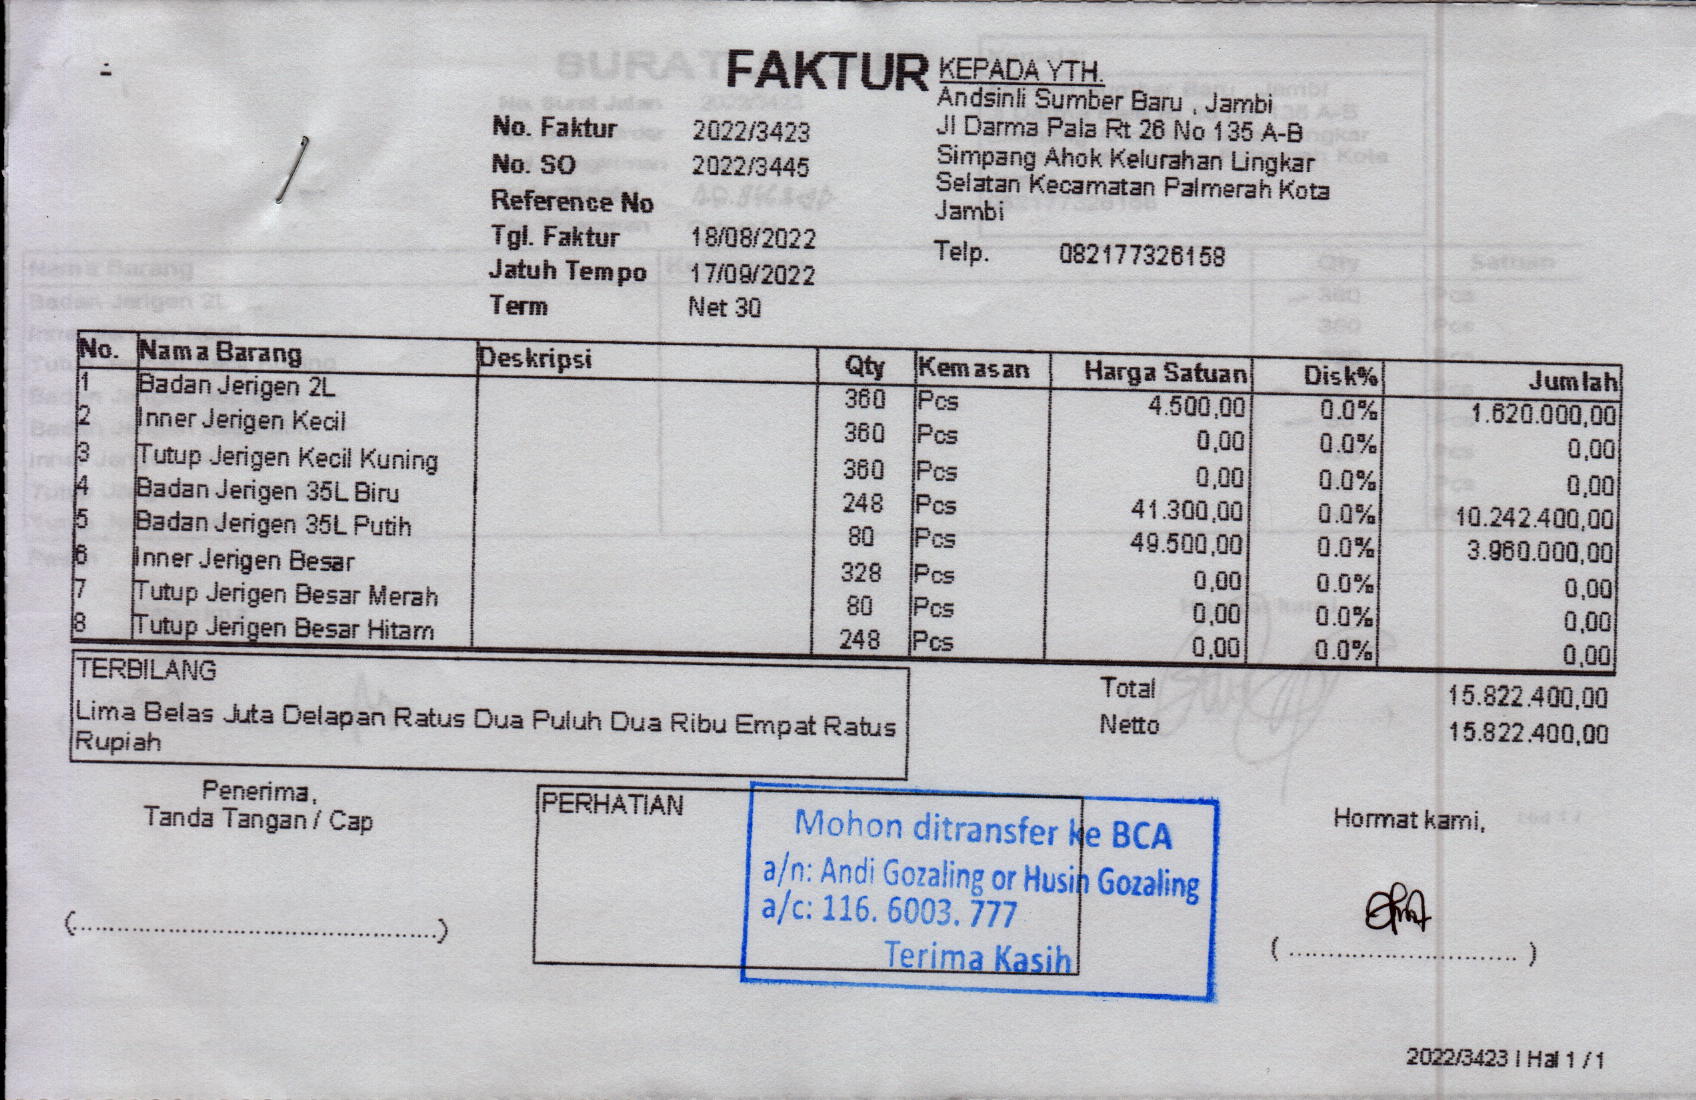 FAKTUR
No. Faktur 2022/3423
No. SO 2022/3445
Reference No
Tgl. Faktur 18/08/2022
Jatuh Tempo 17/09/2022
Term Net 30
KEPADA YTH.
Andsinli Sumber Baru , Jambi
Jl Darma Pala Rt 26 No 135 A-B
Simpang Ahok Kelurahan Lingkar
Selatan Kecamatan Palmerah Kota
Jambi
Telp. 082177326158
No. Nama Barang Deskripsi Qty Kemasan Harga Satuan Disk% Jumlah
1 Badan Jerigen 2L 360 Pcs 4.500,00 0.0% 1.620.000,00
2 Inner Jerigen Kecil 360 Pcs 0,00 0.0% 0,00
3 Tutup Jerigen Kecil Kuning 360 Pcs 0,00 0.0% 0,00
4 Badan Jerigen 35L Biru 248 Pcs 41.300,00 0.0% 10.242.400,00
5 Badan Jerigen 35L Putih 80 Pcs 49.500,00 0.0% 3.960.000,00
6 Inner Jerigen Besar 328 Pcs 0,00 0.0% 0,00
7 Tutup Jerigen Besar Merah 80 Pcs 0,00 0.0% 0,00
8 Tutup Jerigen Besar Hitam 248 Pcs 0,00 0.0% 0,00
TERBILANG
Lima Belas Juta Delapan Ratus Dua Puluh Dua Ribu Empat Ratus
Rupiah
Total 15.822.400,00
Netto 15.822.400,00
Penerima,
Tanda Tangan / Cap
(..............................................)
PERHATIAN
Mohon ditransfer ke BCA
a/n: Andi Gozaling or Husin Gozaling
a/c: 116. 6003. 777
Terima Kasih
Hormat kami,
( ............................. )
2022/3423 | Hal 1 / 1